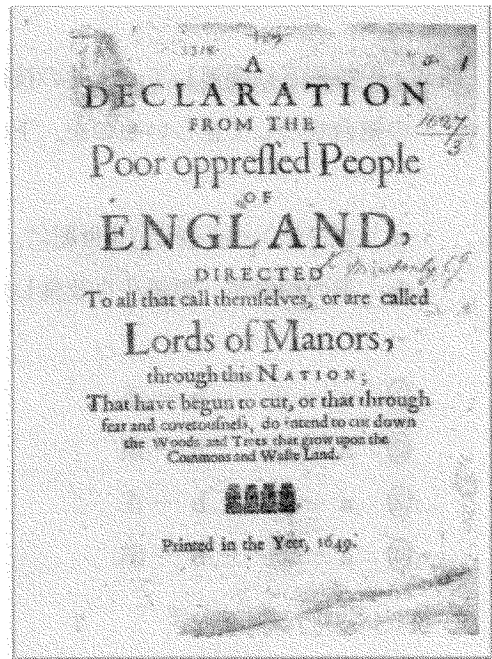 A
DECLARATION
FROM THE
Poor oppreſſed People
OF
ENGLAND,
DIRECTED
To all that call themſelves, or are called
Lords of Manors,
through this NATION;
That have begun to cut, or that through
fear and covetouſneſs, do intend to cut down
the Woods and Trees that grow upon the
Commons and Waſte Land.
Printed in the Yeer, 1649.